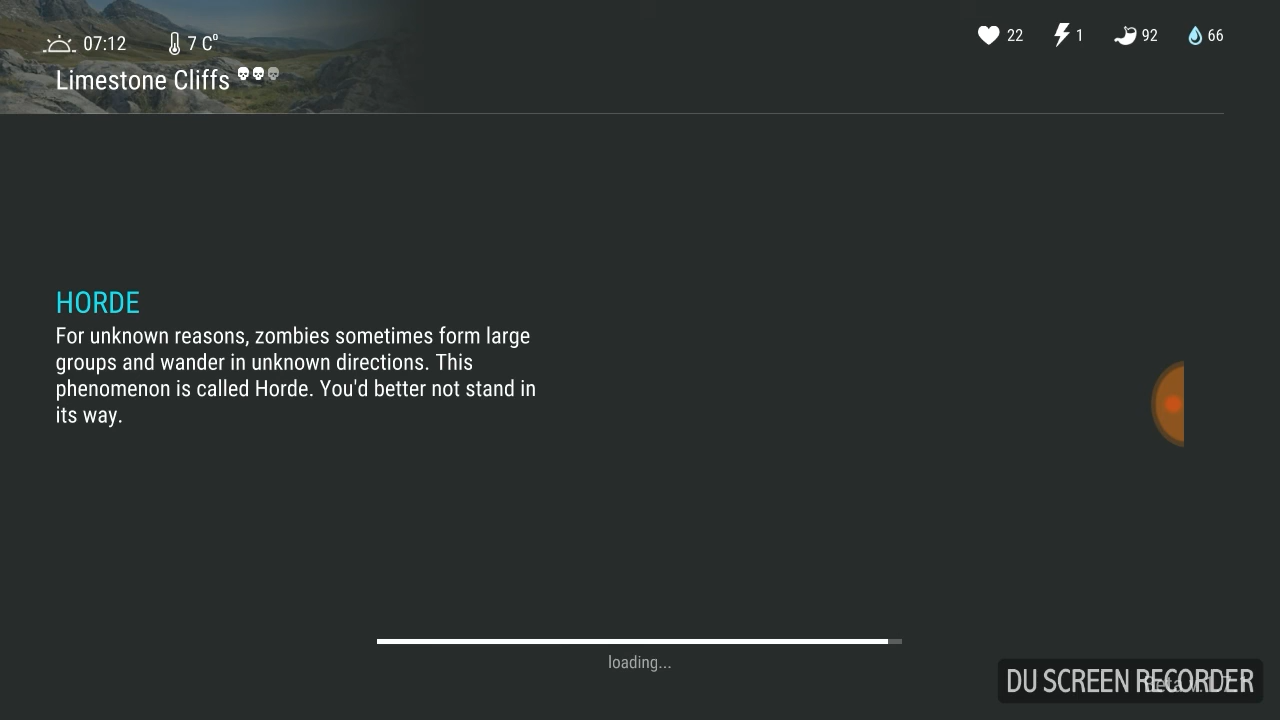 07:12 7 C°
22 1 92 66
Limestone Cliffs
HORDE
For unknown reasons, zombies sometimes form large
groups and wander in unknown directions. This
phenomenon is called Horde. You'd better not stand in
its way.
loading...
DU SCREEN RECORDER